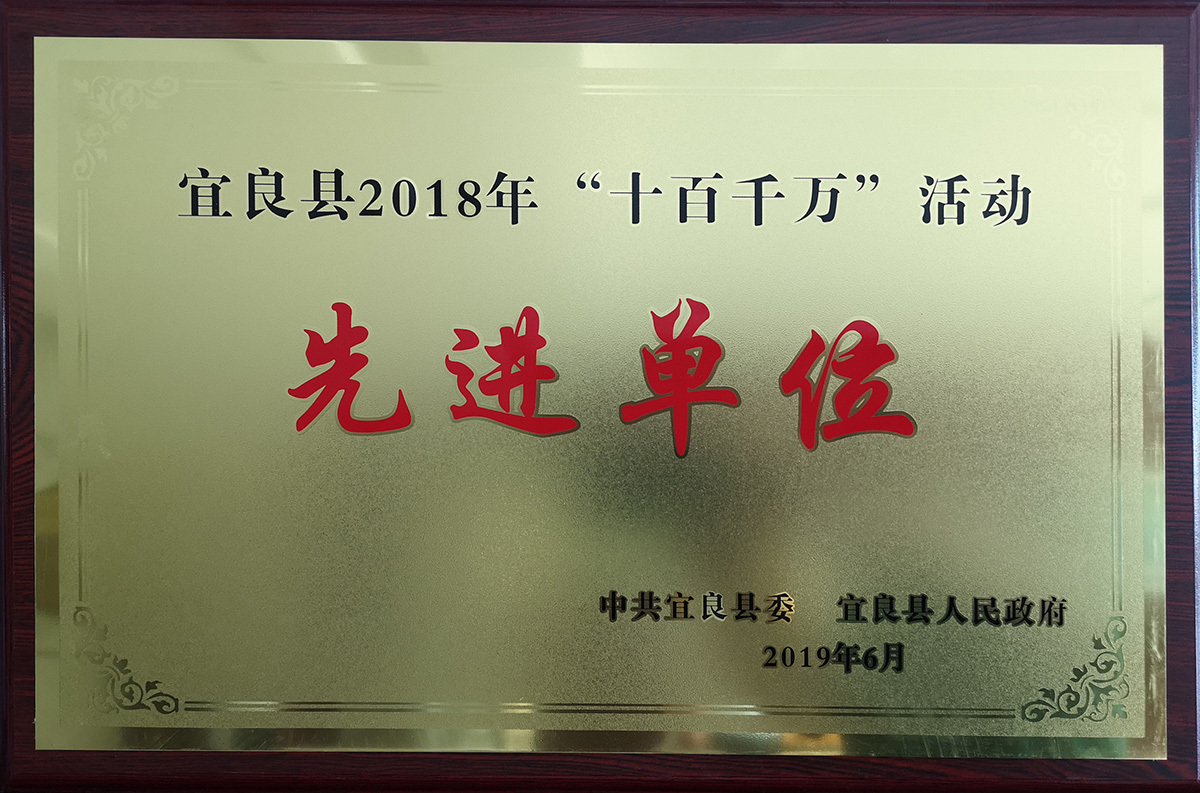 宜良县2018年“十百千万”活动
先进单位
中共宜良县委 宜良县人民政府
2019年6月